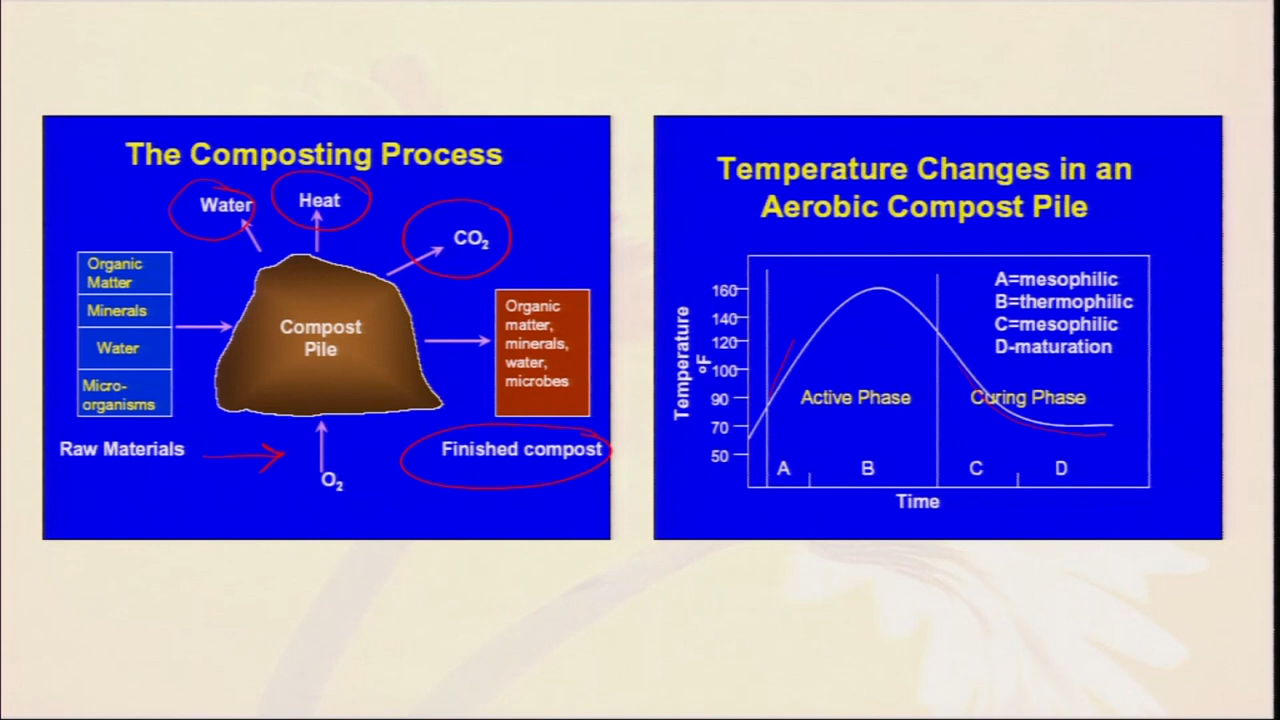 The Composting Process
Water
Heat
CO₂
Organic
Matter
Minerals
Water
Micro-
organisms
Compost
Pile
Organic
matter,
minerals,
water,
microbes
Raw Materials
Finished compost
O₂
Temperature Changes in an
Aerobic Compost Pile
A=mesophilic
B=thermophilic
C=mesophilic
D-maturation
Temperature
°F
160
140
120
100
90
70
50
Active Phase
Curing Phase
A
B
C
D
Time